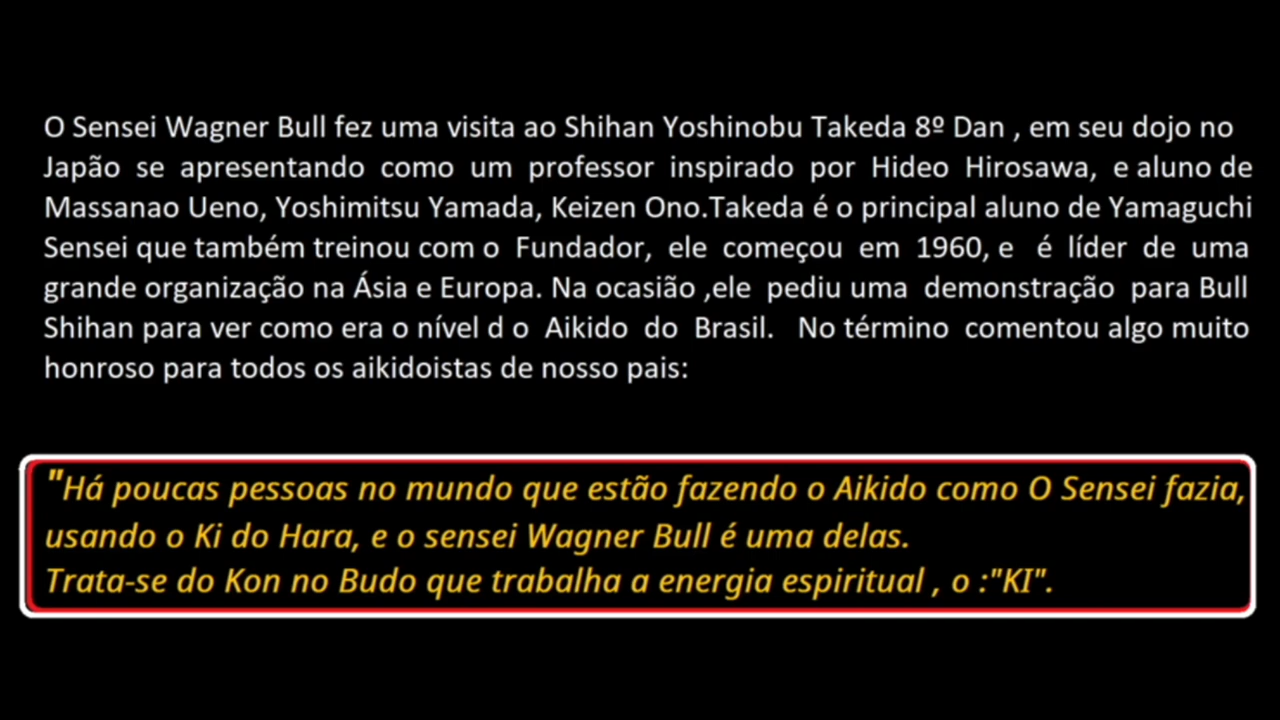 O Sensei Wagner Bull fez uma visita ao Shihan Yoshinobu Takeda 8º Dan , em seu dojo no
Japão se apresentando como um professor inspirado por Hideo Hirosawa, e aluno de
Massanao Ueno, Yoshimitsu Yamada, Keizen Ono.Takeda é o principal aluno de Yamaguchi
Sensei que também treinou com o Fundador, ele começou em 1960, e é líder de uma
grande organização na Ásia e Europa. Na ocasião ,ele pediu uma demonstração para Bull
Shihan para ver como era o nível d o Aikido do Brasil. No término comentou algo muito
honroso para todos os aikidoistas de nosso pais:
"Há poucas pessoas no mundo que estão fazendo o Aikido como O Sensei fazia,
usando o Ki do Hara, e o sensei Wagner Bull é uma delas.
Trata-se do Kon no Budo que trabalha a energia espiritual , o :"KI".